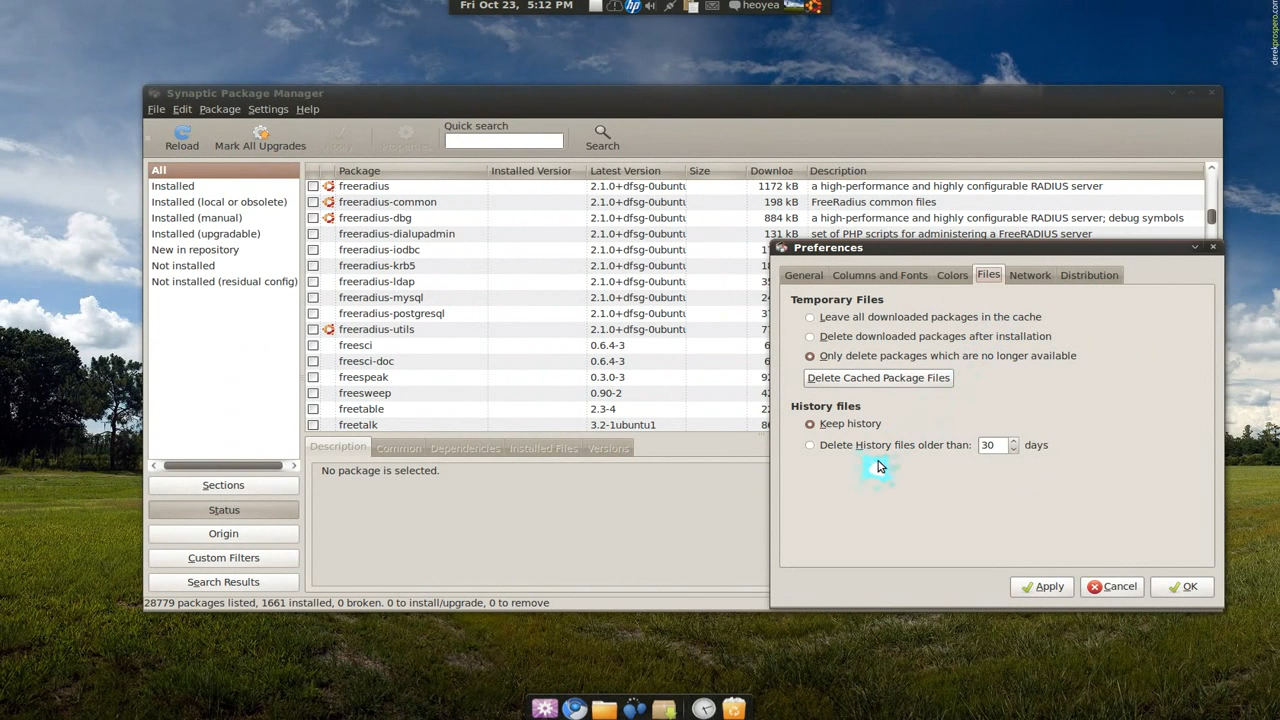 Fri Oct 23, 5:12 PM
hp
heoyea
derekprospero.com
Synaptic Package Manager
File Edit Package Settings Help
Reload
Mark All Upgrades
Apply
Properties
Quick search
Search
All
Installed
Installed (local or obsolete)
Installed (manual)
Installed (upgradable)
New in repository
Not installed
Not installed (residual config)
Package Installed Versior Latest Version Size Downloa Description
freeradius 2.1.0+dfsg-0ubuntu 1172 kB a high-performance and highly configurable RADIUS server
freeradius-common 2.1.0+dfsg-0ubuntu 198 kB FreeRadius common files
freeradius-dbg 2.1.0+dfsg-0ubuntu 884 kB a high-performance and highly configurable RADIUS server; debug symbols
freeradius-dialupadmin 2.1.0+dfsg-0ubuntu 131 kB set of PHP scripts for administering a FreeRADIUS server
freeradius-iodbc 2.1.0+dfsg-0ubuntu
freeradius-krb5 2.1.0+dfsg-0ubuntu
freeradius-ldap 2.1.0+dfsg-0ubuntu
freeradius-mysql 2.1.0+dfsg-0ubuntu
freeradius-postgresql 2.1.0+dfsg-0ubuntu
freeradius-utils 2.1.0+dfsg-0ubuntu
freesci 0.6.4-3
freesci-doc 0.6.4-3
freespeak 0.3.0-3
freesweep 0.90-2
freetable 2.3-4
freetalk 3.2-1ubuntu1
Description Common Dependencies Installed Files Versions
No package is selected.
Sections
Status
Origin
Custom Filters
Search Results
28779 packages listed, 1661 installed, 0 broken. 0 to install/upgrade, 0 to remove
Preferences
General Columns and Fonts Colors Files Network Distribution
Temporary Files
Leave all downloaded packages in the cache
Delete downloaded packages after installation
Only delete packages which are no longer available
Delete Cached Package Files
History files
Keep history
Delete History files older than: 30 days
Apply Cancel OK